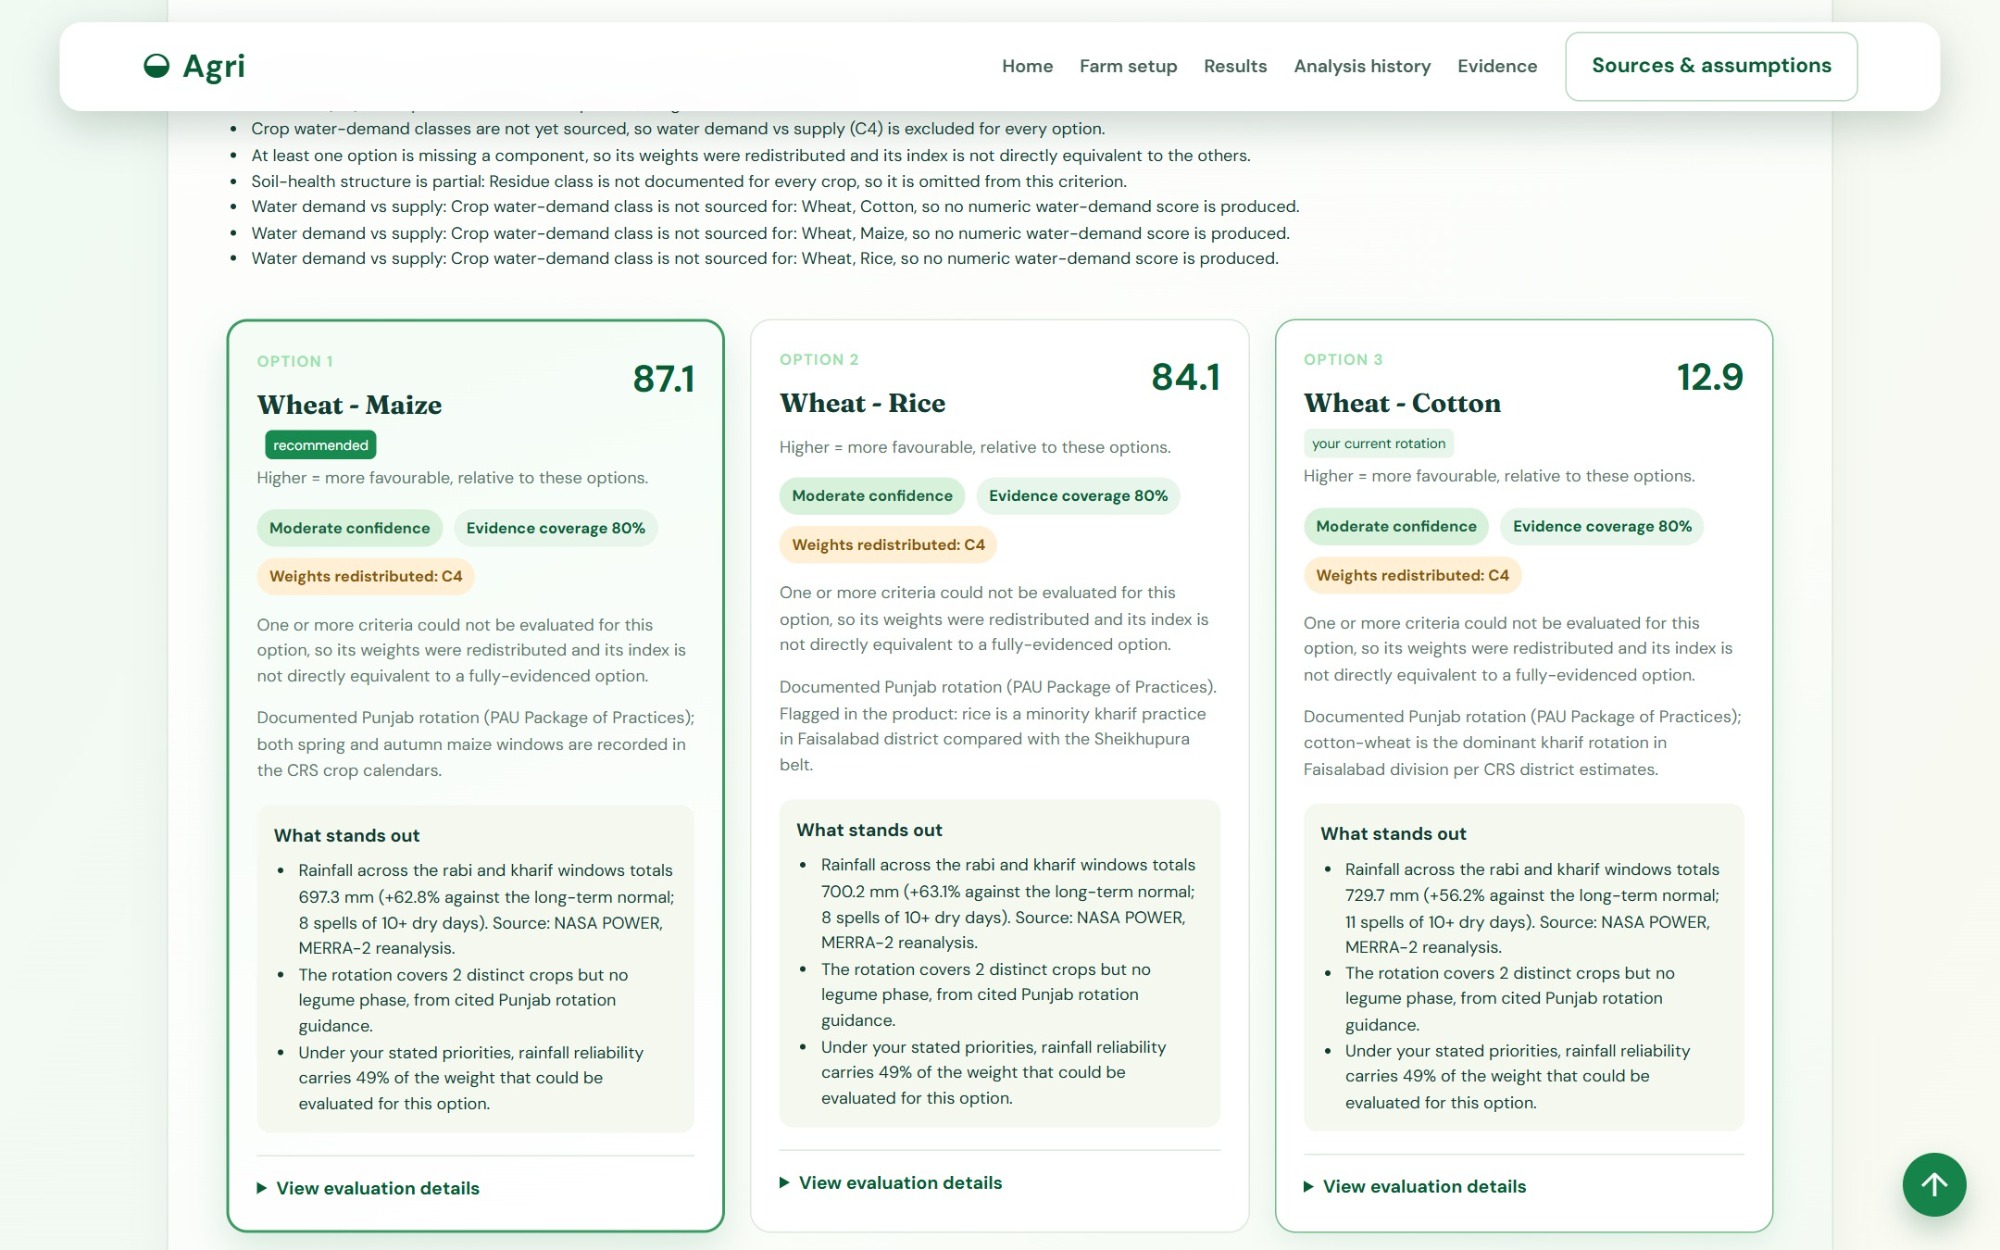 Agri
Home
Farm setup
Results
Analysis history
Evidence
Sources & assumptions
• Crop water-demand classes are not yet sourced, so water demand vs supply (C4) is excluded for every option.
• At least one option is missing a component, so its weights were redistributed and its index is not directly equivalent to the others.
• Soil-health structure is partial: Residue class is not documented for every crop, so it is omitted from this criterion.
• Water demand vs supply: Crop water-demand class is not sourced for: Wheat, Cotton, so no numeric water-demand score is produced.
• Water demand vs supply: Crop water-demand class is not sourced for: Wheat, Maize, so no numeric water-demand score is produced.
• Water demand vs supply: Crop water-demand class is not sourced for: Wheat, Rice, so no numeric water-demand score is produced.
OPTION 1
87.1
Wheat - Maize
recommended
Higher = more favourable, relative to these options.
Moderate confidence
Evidence coverage 80%
Weights redistributed: C4
One or more criteria could not be evaluated for this
option, so its weights were redistributed and its index is
not directly equivalent to a fully-evidenced option.
Documented Punjab rotation (PAU Package of Practices);
both spring and autumn maize windows are recorded in
the CRS crop calendars.
What stands out
• Rainfall across the rabi and kharif windows totals
697.3 mm (+62.8% against the long-term normal;
8 spells of 10+ dry days). Source: NASA POWER,
MERRA-2 reanalysis.
• The rotation covers 2 distinct crops but no
legume phase, from cited Punjab rotation
guidance.
• Under your stated priorities, rainfall reliability
carries 49% of the weight that could be
evaluated for this option.
▶ View evaluation details
OPTION 2
84.1
Wheat - Rice
Higher = more favourable, relative to these options.
Moderate confidence
Evidence coverage 80%
Weights redistributed: C4
One or more criteria could not be evaluated for this
option, so its weights were redistributed and its index is
not directly equivalent to a fully-evidenced option.
Documented Punjab rotation (PAU Package of Practices).
Flagged in the product: rice is a minority kharif practice
in Faisalabad district compared with the Sheikhupura
belt.
What stands out
• Rainfall across the rabi and kharif windows totals
700.2 mm (+63.1% against the long-term normal;
8 spells of 10+ dry days). Source: NASA POWER,
MERRA-2 reanalysis.
• The rotation covers 2 distinct crops but no
legume phase, from cited Punjab rotation
guidance.
• Under your stated priorities, rainfall reliability
carries 49% of the weight that could be
evaluated for this option.
▶ View evaluation details
OPTION 3
12.9
Wheat - Cotton
your current rotation
Higher = more favourable, relative to these options.
Moderate confidence
Evidence coverage 80%
Weights redistributed: C4
One or more criteria could not be evaluated for this
option, so its weights were redistributed and its index is
not directly equivalent to a fully-evidenced option.
Documented Punjab rotation (PAU Package of Practices);
cotton-wheat is the dominant kharif rotation in
Faisalabad division per CRS district estimates.
What stands out
• Rainfall across the rabi and kharif windows totals
729.7 mm (+56.2% against the long-term normal;
11 spells of 10+ dry days). Source: NASA POWER,
MERRA-2 reanalysis.
• The rotation covers 2 distinct crops but no
legume phase, from cited Punjab rotation
guidance.
• Under your stated priorities, rainfall reliability
carries 49% of the weight that could be
evaluated for this option.
▶ View evaluation details